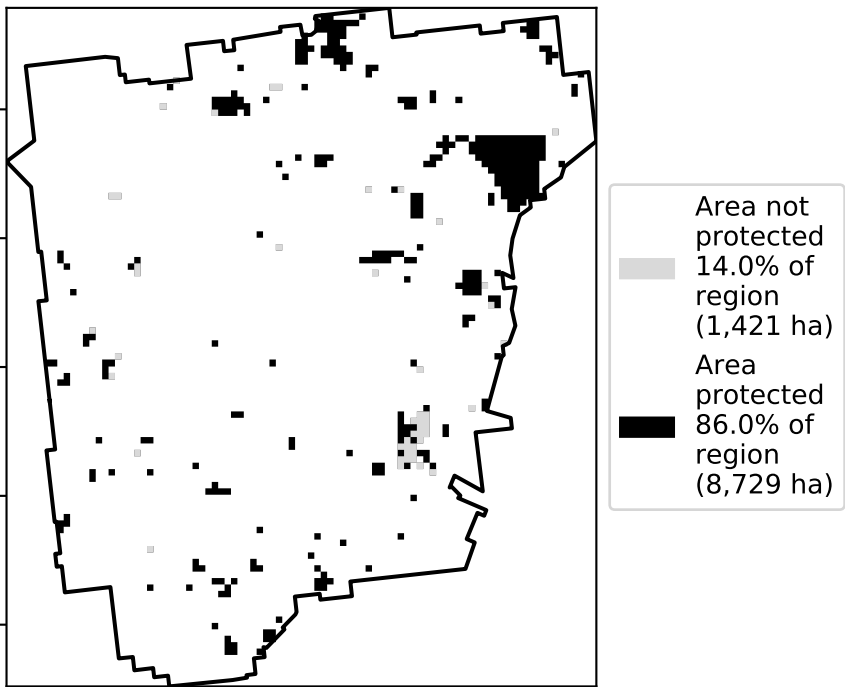 Area not
protected
14.0% of
region
(1,421 ha)
Area
protected
86.0% of
region
(8,729 ha)